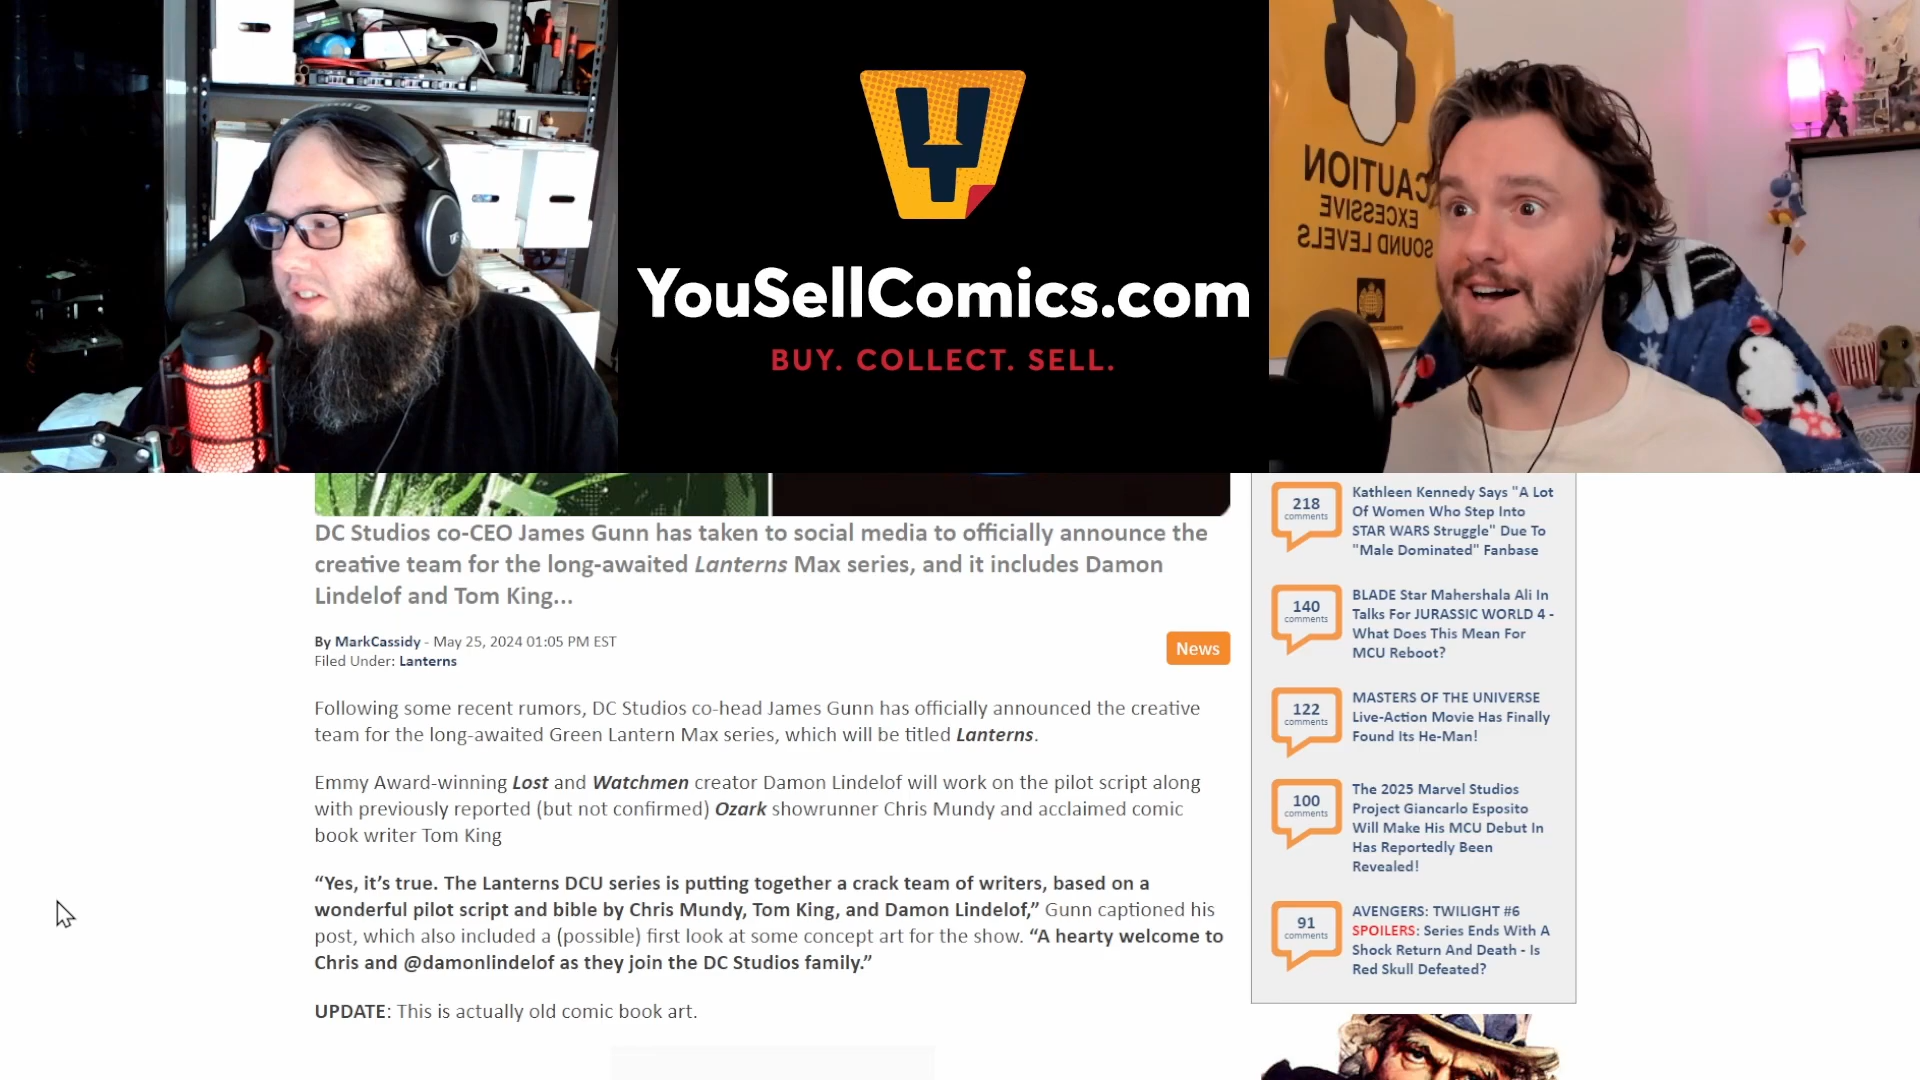 CAUTION
EXCESSIVE
SOUND LEVELS
YouSellComics.com
BUY. COLLECT. SELL.
DC Studios co-CEO James Gunn has taken to social media to officially announce the
creative team for the long-awaited Lanterns Max series, and it includes Damon
Lindelof and Tom King...
By MarkCassidy - May 25, 2024 01:05 PM EST
Filed Under: Lanterns
News
Following some recent rumors, DC Studios co-head James Gunn has officially announced the creative
team for the long-awaited Green Lantern Max series, which will be titled Lanterns.
Emmy Award-winning Lost and Watchmen creator Damon Lindelof will work on the pilot script along
with previously reported (but not confirmed) Ozark showrunner Chris Mundy and acclaimed comic
book writer Tom King
“Yes, it’s true. The Lanterns DCU series is putting together a crack team of writers, based on a
wonderful pilot script and bible by Chris Mundy, Tom King, and Damon Lindelof,” Gunn captioned his
post, which also included a (possible) first look at some concept art for the show. “A hearty welcome to
Chris and @damonlindelof as they join the DC Studios family.”
UPDATE: This is actually old comic book art.
218
comments
Kathleen Kennedy Says "A Lot
Of Women Who Step Into
STAR WARS Struggle" Due To
"Male Dominated" Fanbase
140
comments
BLADE Star Mahershala Ali In
Talks For JURASSIC WORLD 4 -
What Does This Mean For
MCU Reboot?
122
comments
MASTERS OF THE UNIVERSE
Live-Action Movie Has Finally
Found Its He-Man!
100
comments
The 2025 Marvel Studios
Project Giancarlo Esposito
Will Make His MCU Debut In
Has Reportedly Been
Revealed!
91
comments
AVENGERS: TWILIGHT #6
SPOILERS: Series Ends With A
Shock Return And Death - Is
Red Skull Defeated?